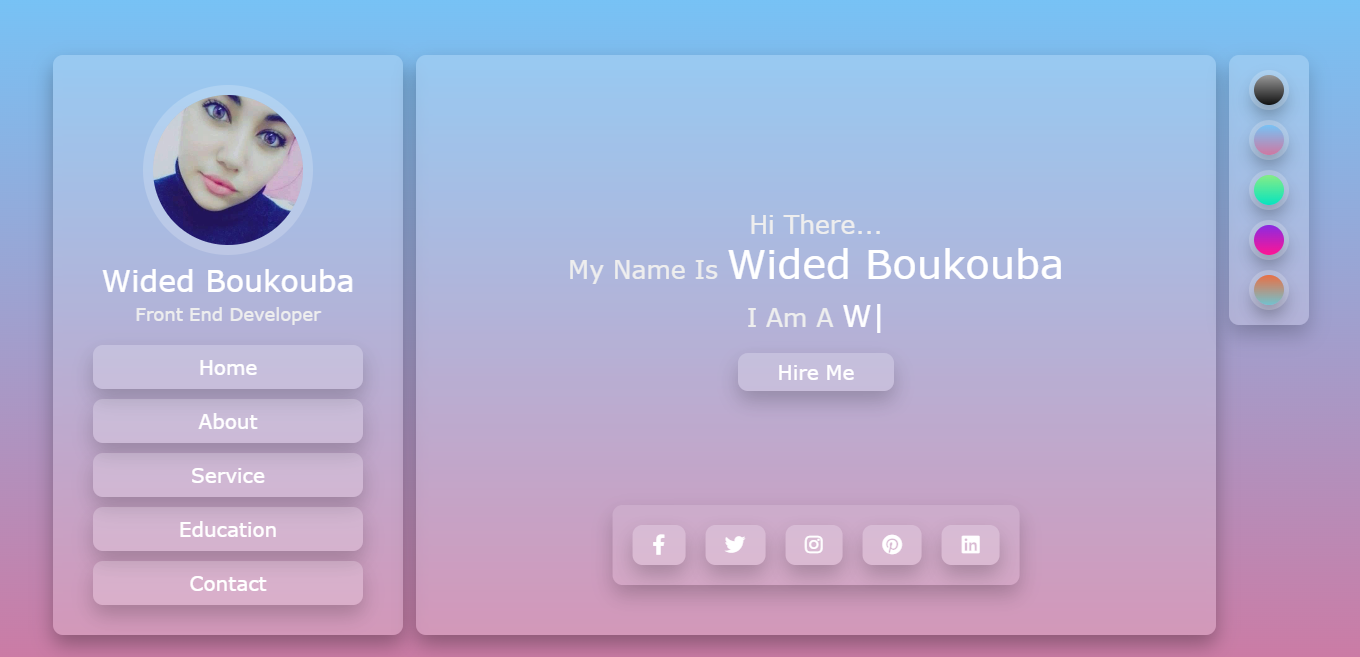 Wided Boukouba
Front End Developer
Home
About
Service
Education
Contact
Hi There...
My Name Is Wided Boukouba
I Am A W|
Hire Me